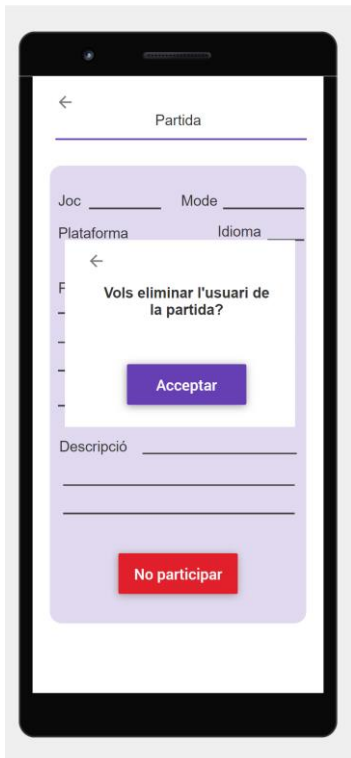 Partida
Joc Mode
Plataforma Idioma
Vols eliminar l'usuari de
la partida?
Acceptar
Descripció
No participar